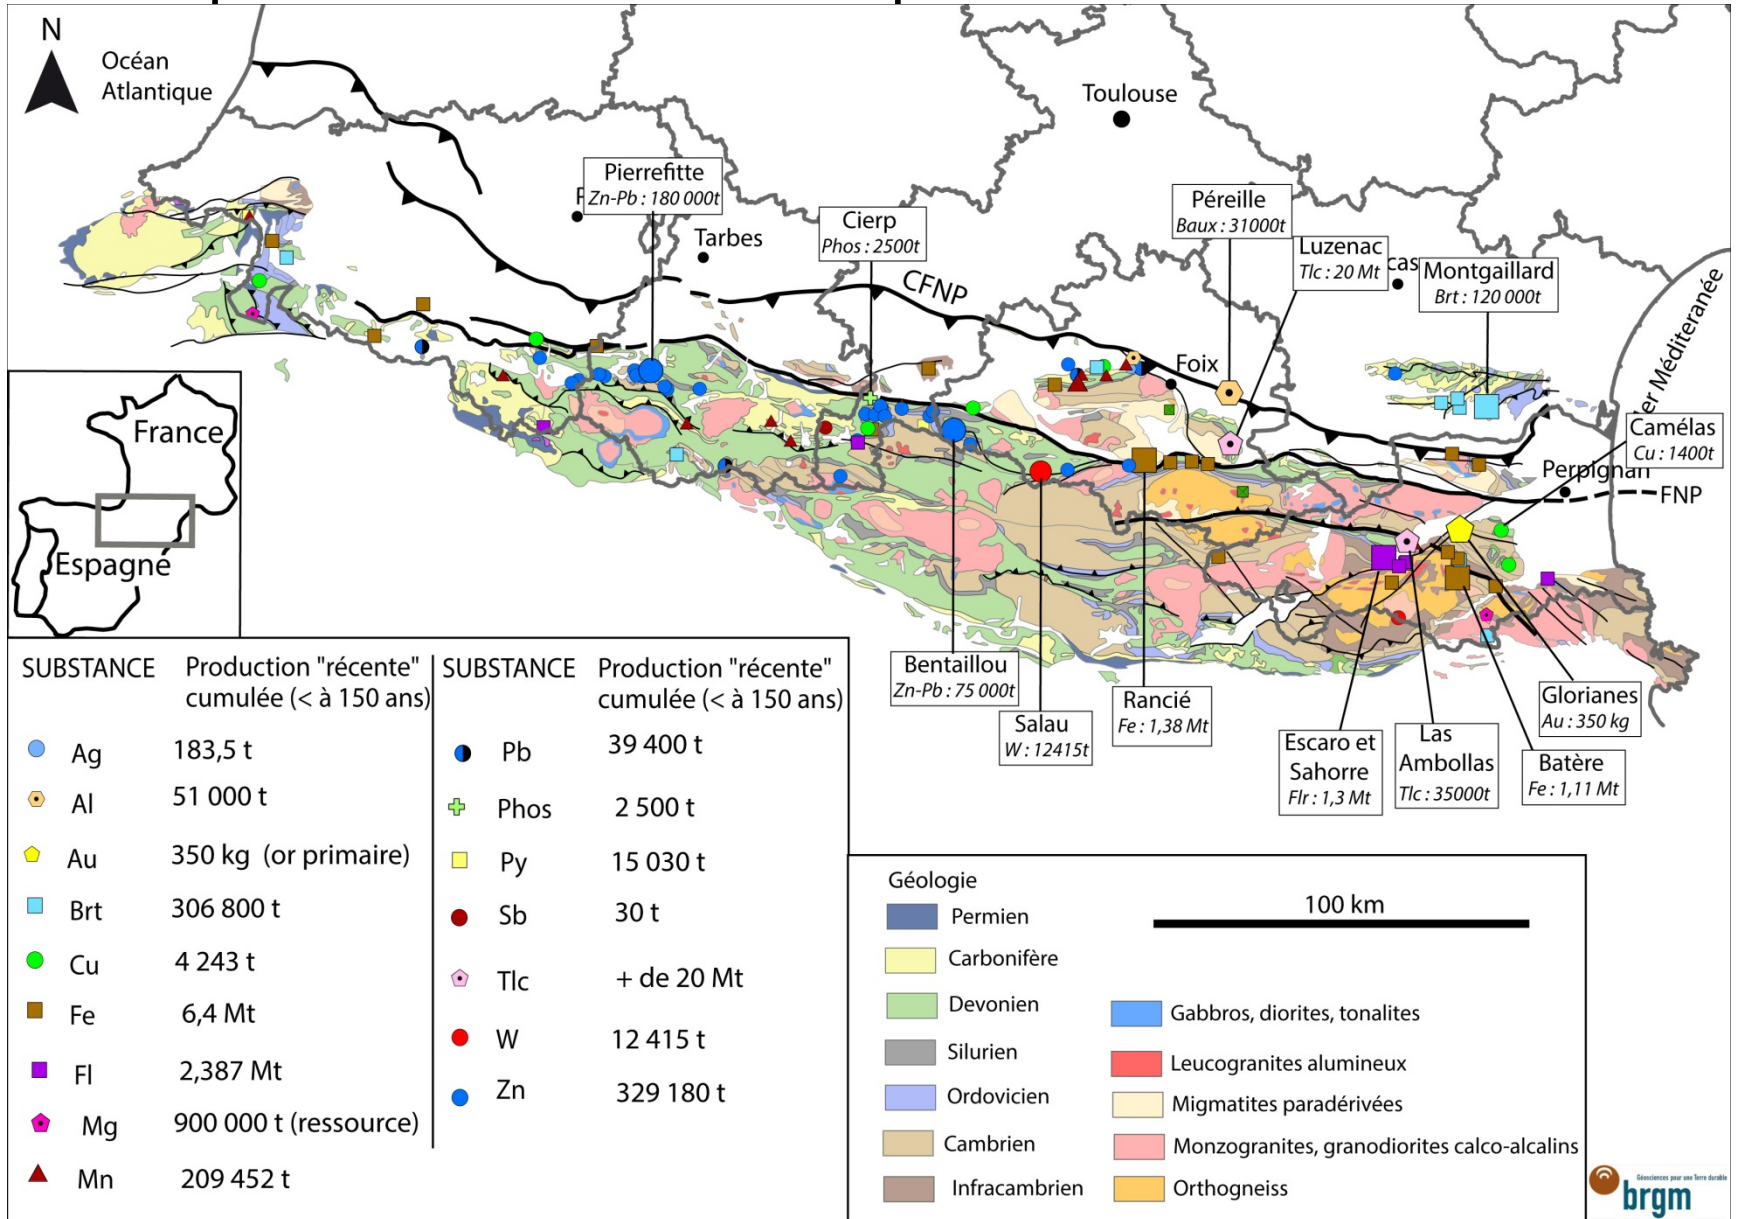 N
Océan
Atlantique
Toulouse
Pierrefitte
Zn-Pb : 180 000t
Tarbes
Cierp
Phos : 2500t
Péreille
Baux : 31000t
Luzenac
Tlc : 20 Mt
Montgaillard
Brt : 120 000t
CFNP
Foix
Camélas
Cu : 1400t
Perpignan
FNP
France
Espagne
Bentaillou
Zn-Pb : 75 000t
Salau
W : 12415t
Rancié
Fe : 1,38 Mt
Escaro et
Sahorre
Flr : 1,3 Mt
Las
Ambollas
Tlc : 35000t
Glorianes
Au : 350 kg
Batère
Fe : 1,11 Mt
SUBSTANCE Production "récente"
cumulée (< à 150 ans)
Ag 183,5 t
Al 51 000 t
Au 350 kg (or primaire)
Brt 306 800 t
Cu 4 243 t
Fe 6,4 Mt
Fl 2,387 Mt
Mg 900 000 t (ressource)
Mn 209 452 t
SUBSTANCE Production "récente"
cumulée (< à 150 ans)
Pb 39 400 t
Phos 2 500 t
Py 15 030 t
Sb 30 t
Tlc + de 20 Mt
W 12 415 t
Zn 329 180 t
Géologie
Permien
Carbonifère
Devonien
Silurien
Ordovicien
Cambrien
Infracambrien
100 km
Gabbros, diorites, tonalites
Leucogranites alumineux
Migmatites paradérivées
Monzogranites, granodiorites calco-alcalins
Orthogneiss
Géosciences pour une Terre durable
brgm